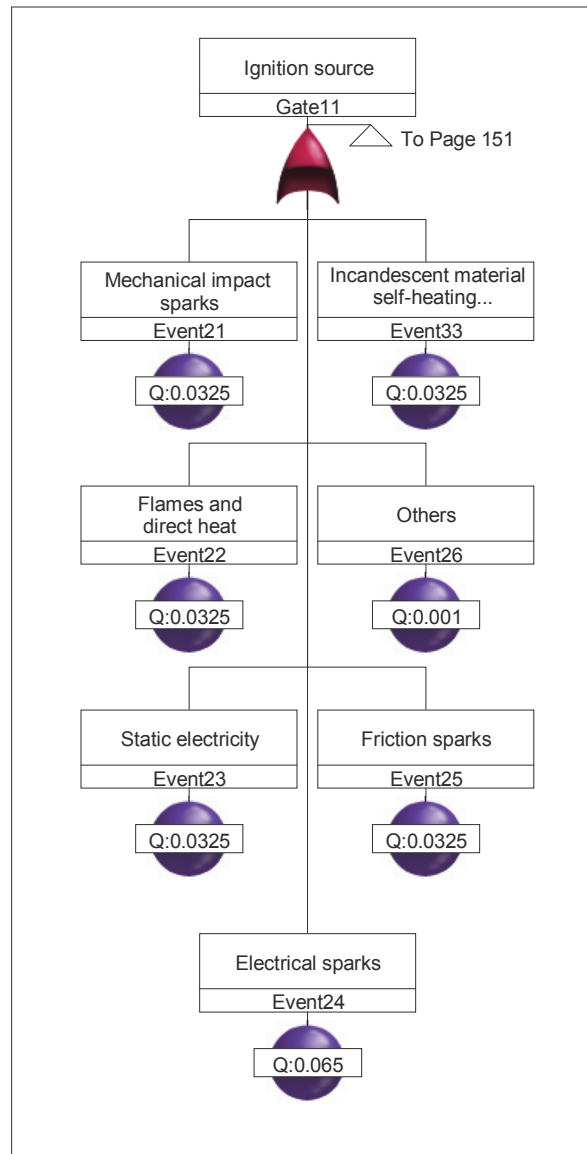 Ignition source
Gate11
To Page 151
Mechanical impact
sparks
Event21
Q:0.0325
Incandescent material
self-heating...
Event33
Q:0.0325
Flames and
direct heat
Event22
Q:0.0325
Others
Event26
Q:0.001
Static electricity
Event23
Q:0.0325
Friction sparks
Event25
Q:0.0325
Electrical sparks
Event24
Q:0.065